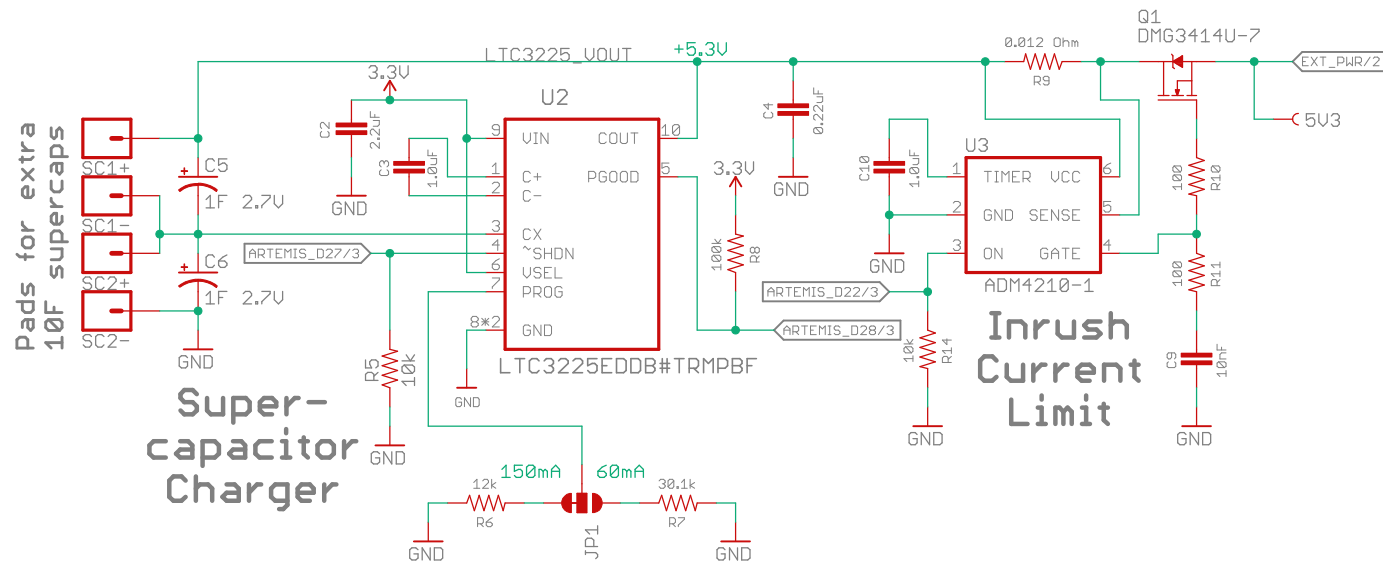 Pads for extra
10F supercaps
SC1+
SC1-
SC2+
SC2-
C5
1F 2.7V
C6
1F 2.7V
GND
LTC3225_VOUT
+5.3V
3.3V
C2
2.2uF
GND
C3
1.0uF
U2
9 VIN
1 C+
2 C-
3 CX
4 ~SHDN
6 VSEL
7 PROG
8*2 GND
COUT 10
PGOOD 5
LTC3225EDDB#TRMPBF
GND
ARTEMIS_D27/3
R5
10k
GND
Super-
capacitor
Charger
150mA
60mA
12k
R6
JP1
30.1k
R7
GND
GND
3.3V
100k
R8
ARTEMIS_D28/3
C4
0.22uF
GND
0.012 Ohm
R9
Q1
DMG3414U-7
EXT_PWR/2
5V3
C10
1.0uF
GND
U3
1 TIMER
2 GND
3 ON
VCC 6
SENSE 5
GATE 4
ADM4210-1
ARTEMIS_D22/3
10k
R14
GND
Inrush
Current
Limit
100
R10
100
R11
C9
10nF
GND